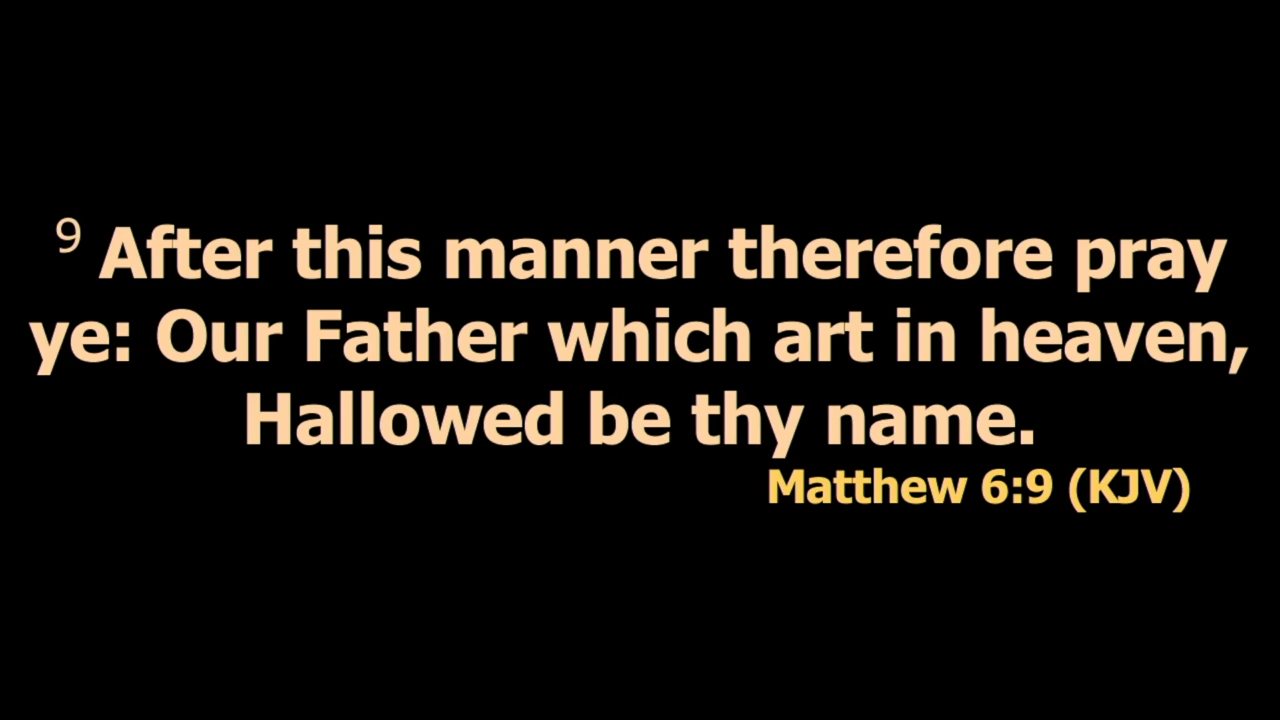 9 After this manner therefore pray
ye: Our Father which art in heaven,
Hallowed be thy name.
Matthew 6:9 (KJV)